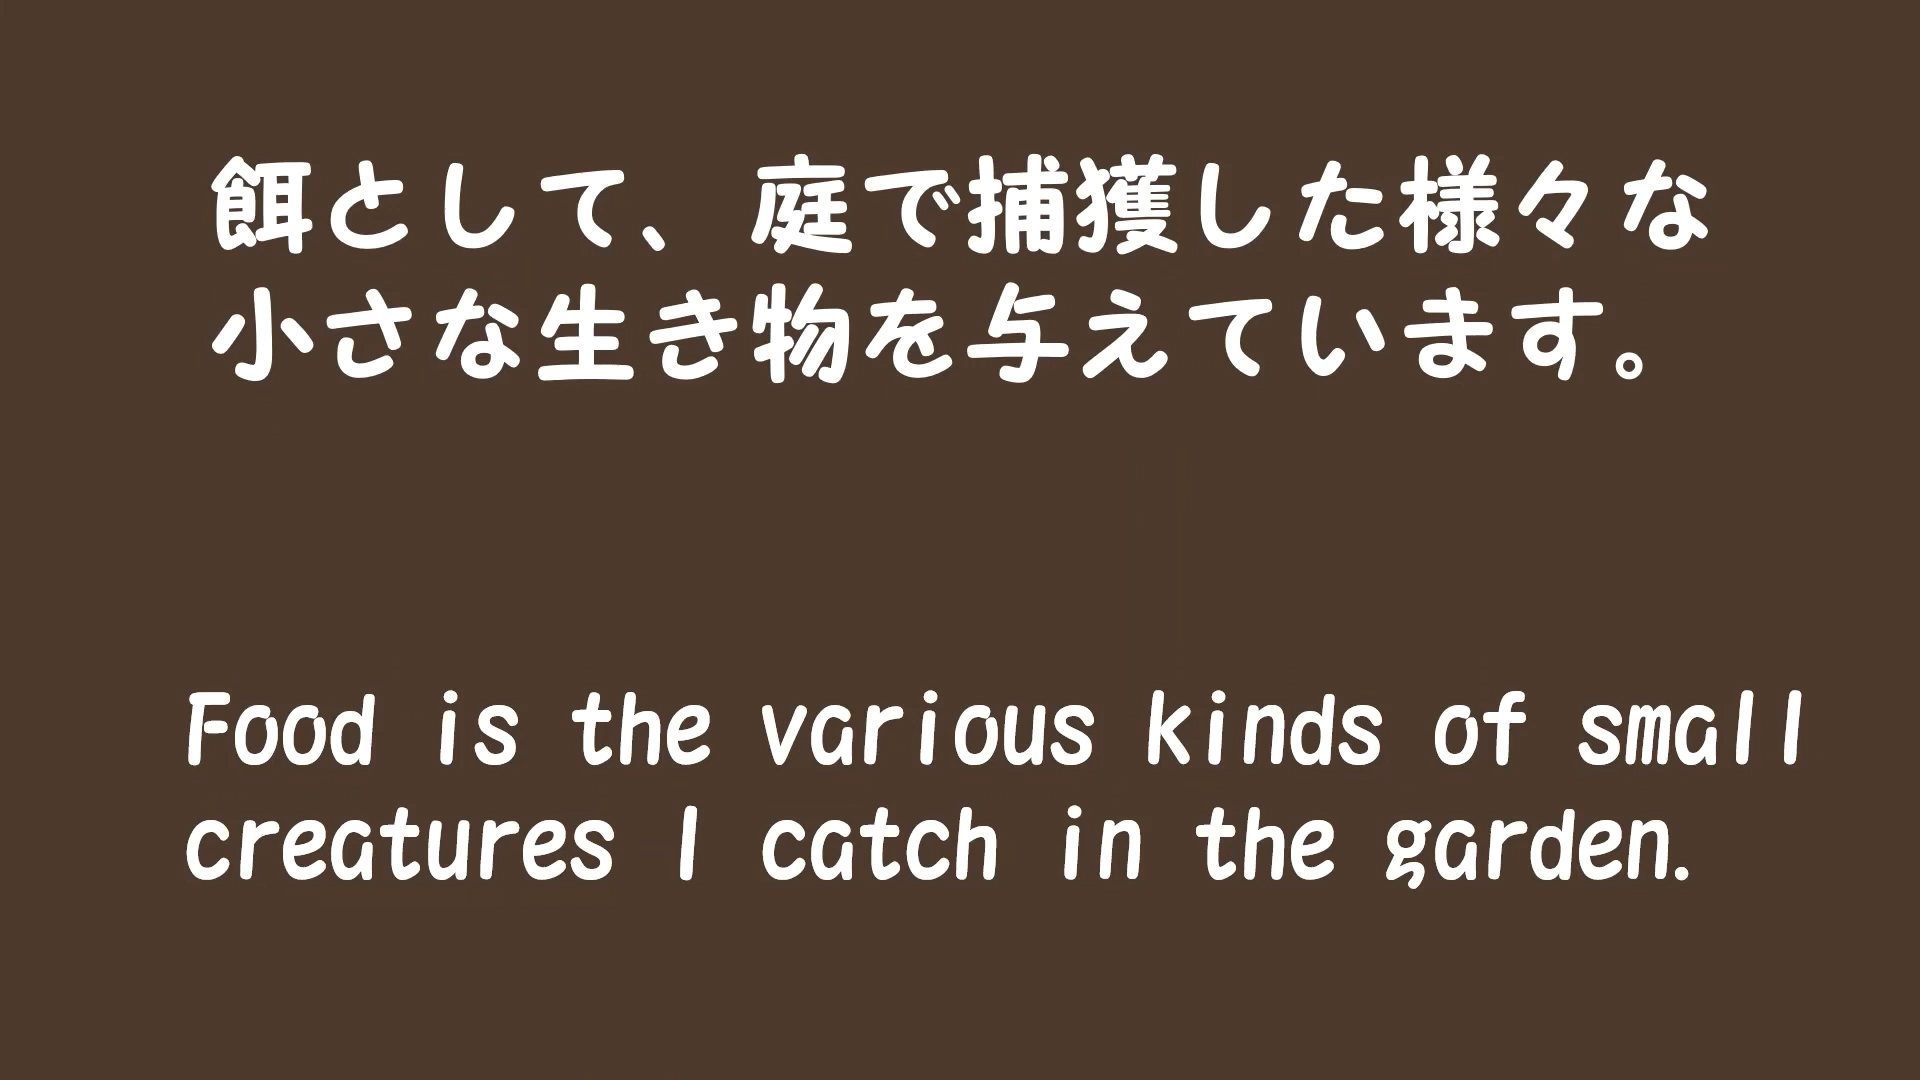 餌として、庭で捕獲した様々な
小さな生き物を与えています。
Food is the various kinds of small
creatures I catch in the garden.